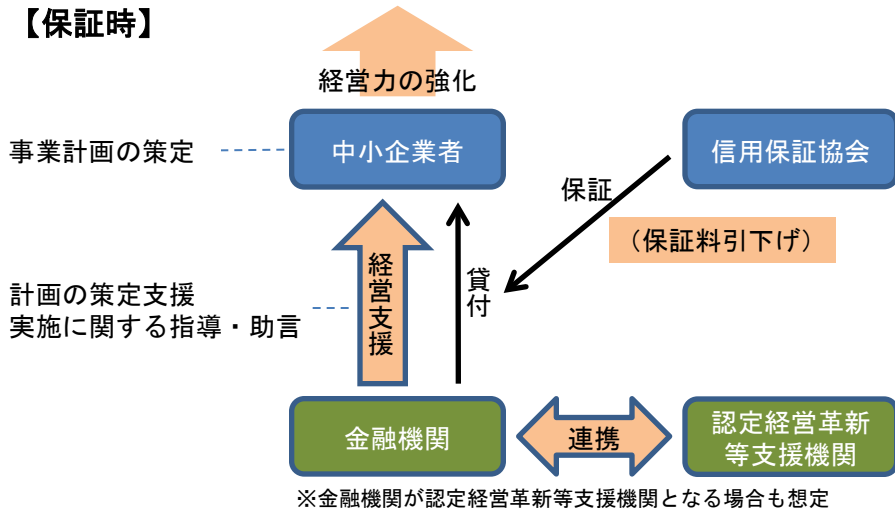 【保証時】
経営力の強化
事業計画の策定
中小企業者
信用保証協会
保証
（保証料引下げ）
計画の策定支援
実施に関する指導・助言
経営支援
貸付
金融機関
連携
認定経営革新
等支援機関
※金融機関が認定経営革新等支援機関となる場合も想定